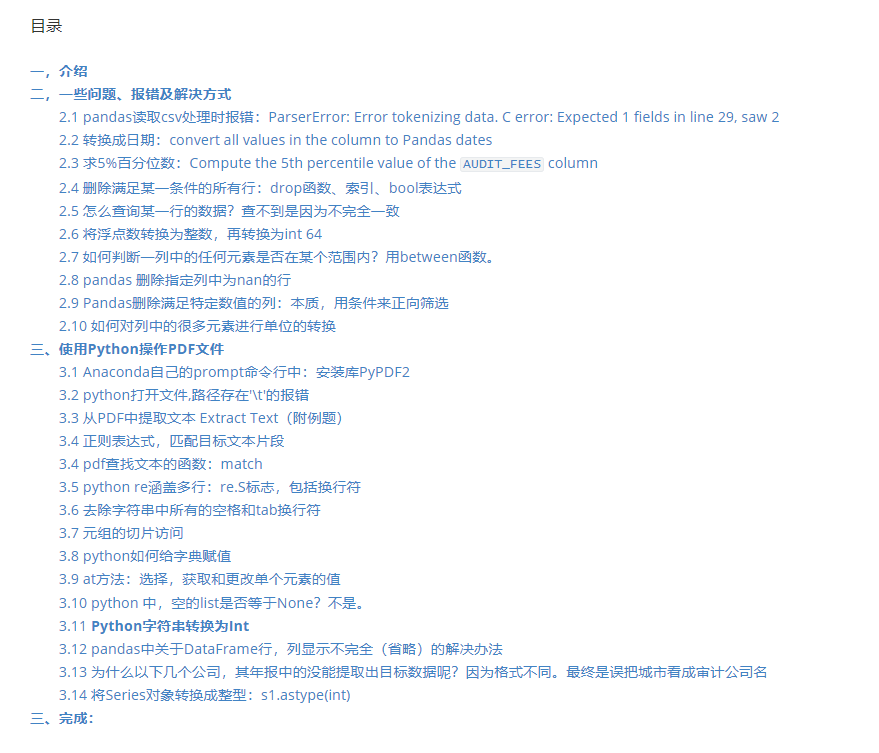 目录
一，介绍
二，一些问题、报错及解决方式
2.1 pandas读取csv处理时报错：ParserError: Error tokenizing data. C error: Expected 1 fields in line 29, saw 2
2.2 转换成日期：convert all values in the column to Pandas dates
2.3 求5%百分位数：Compute the 5th percentile value of the AUDIT_FEES column
2.4 删除满足某一条件的所有行：drop函数、索引、bool表达式
2.5 怎么查询某一行的数据？查不到是因为不完全一致
2.6 将浮点数转换为整数，再转换为int 64
2.7 如何判断一列中的任何元素是否在某个范围内？用between函数。
2.8 pandas 删除指定列中为nan的行
2.9 Pandas删除满足特定数值的列：本质，用条件来正向筛选
2.10 如何对列中的很多元素进行单位的转换
三、使用Python操作PDF文件
3.1 Anaconda自己的prompt命令行中：安装库PyPDF2
3.2 python打开文件,路径存在'\t'的报错
3.3 从PDF中提取文本 Extract Text（附例题）
3.4 正则表达式，匹配目标文本片段
3.4 pdf查找文本的函数：match
3.5 python re涵盖多行：re.S标志，包括换行符
3.6 去除字符串中所有的空格和tab换行符
3.7 元组的切片访问
3.8 python如何给字典赋值
3.9 at方法：选择，获取和更改单个元素的值
3.10 python 中，空的list是否等于None？不是。
3.11 Python字符串转换为Int
3.12 pandas中关于DataFrame行，列显示不完全（省略）的解决办法
3.13 为什么以下几个公司，其年报中的没能提取出目标数据呢？因为格式不同。最终是误把城市看成审计公司名
3.14 将Series对象转换成整型：s1.astype(int)
三、完成：